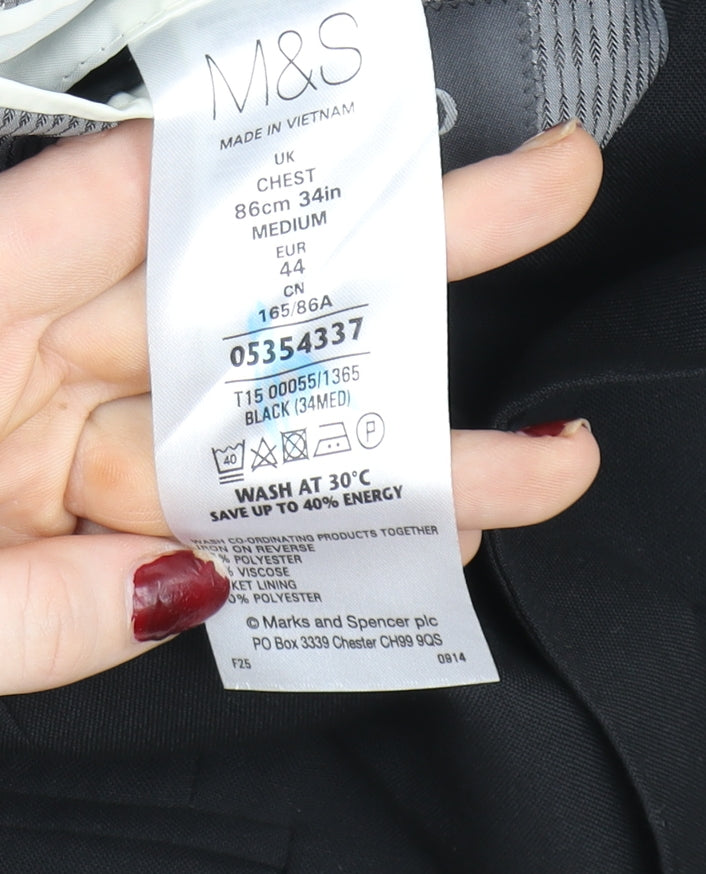 M&S
MADE IN VIETNAM
UK
CHEST
86cm 34in
MEDIUM
EUR
44
CN
165/86A
05354337
T15 00055/1365
BLACK (34MED)
40 P
WASH AT 30°C
SAVE UP TO 40% ENERGY
WASH CO-ORDINATING PRODUCTS TOGETHER
IRON ON REVERSE
% POLYESTER
% VISCOSE
KET LINING
0% POLYESTER
© Marks and Spencer plc
PO Box 3339 Chester CH99 9QS
F25 0914